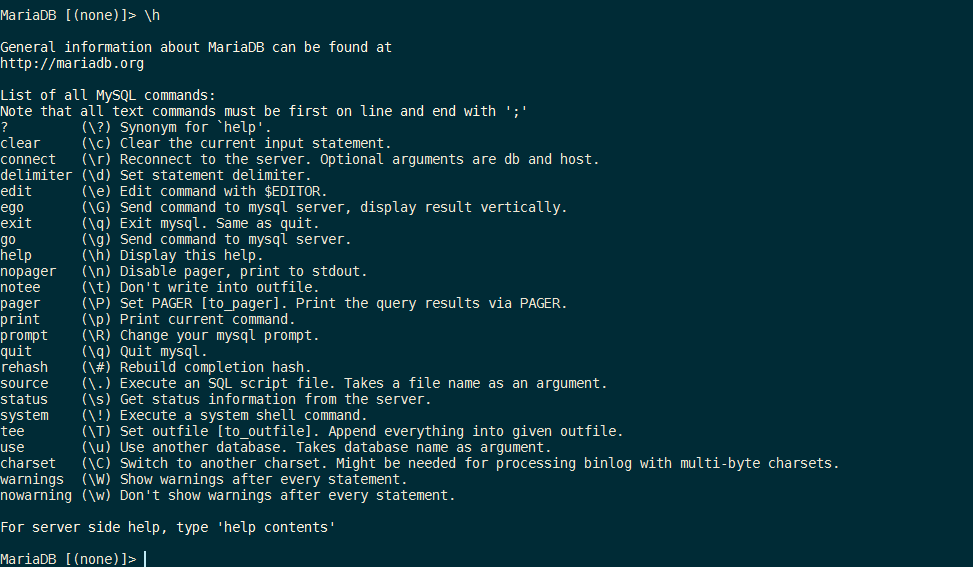 MariaDB [(none)]> \h
General information about MariaDB can be found at
http://mariadb.org
List of all MySQL commands:
Note that all text commands must be first on line and end with ';'
?         (\?) Synonym for `help'.
clear     (\c) Clear the current input statement.
connect   (\r) Reconnect to the server. Optional arguments are db and host.
delimiter (\d) Set statement delimiter.
edit      (\e) Edit command with $EDITOR.
ego       (\G) Send command to mysql server, display result vertically.
exit      (\q) Exit mysql. Same as quit.
go        (\g) Send command to mysql server.
help      (\h) Display this help.
nopager   (\n) Disable pager, print to stdout.
notee     (\t) Don't write into outfile.
pager     (\P) Set PAGER [to_pager]. Print the query results via PAGER.
print     (\p) Print current command.
prompt    (\R) Change your mysql prompt.
quit      (\q) Quit mysql.
rehash    (\#) Rebuild completion hash.
source    (\.) Execute an SQL script file. Takes a file name as an argument.
status    (\s) Get status information from the server.
system    (\!) Execute a system shell command.
tee       (\T) Set outfile [to_outfile]. Append everything into given outfile.
use       (\u) Use another database. Takes database name as argument.
charset   (\C) Switch to another charset. Might be needed for processing binlog with multi-byte charsets.
warnings  (\W) Show warnings after every statement.
nowarning (\w) Don't show warnings after every statement.
For server side help, type 'help contents'
MariaDB [(none)]>